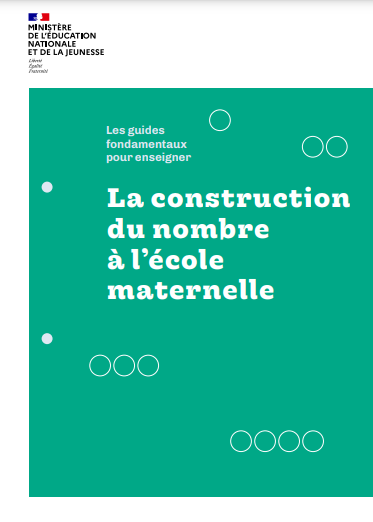 MINISTÈRE
DE L'ÉDUCATION
NATIONALE
ET DE LA JEUNESSE
Liberté
Égalité
Fraternité
Les guides
fondamentaux
pour enseigner
La construction
du nombre
à l'école
maternelle